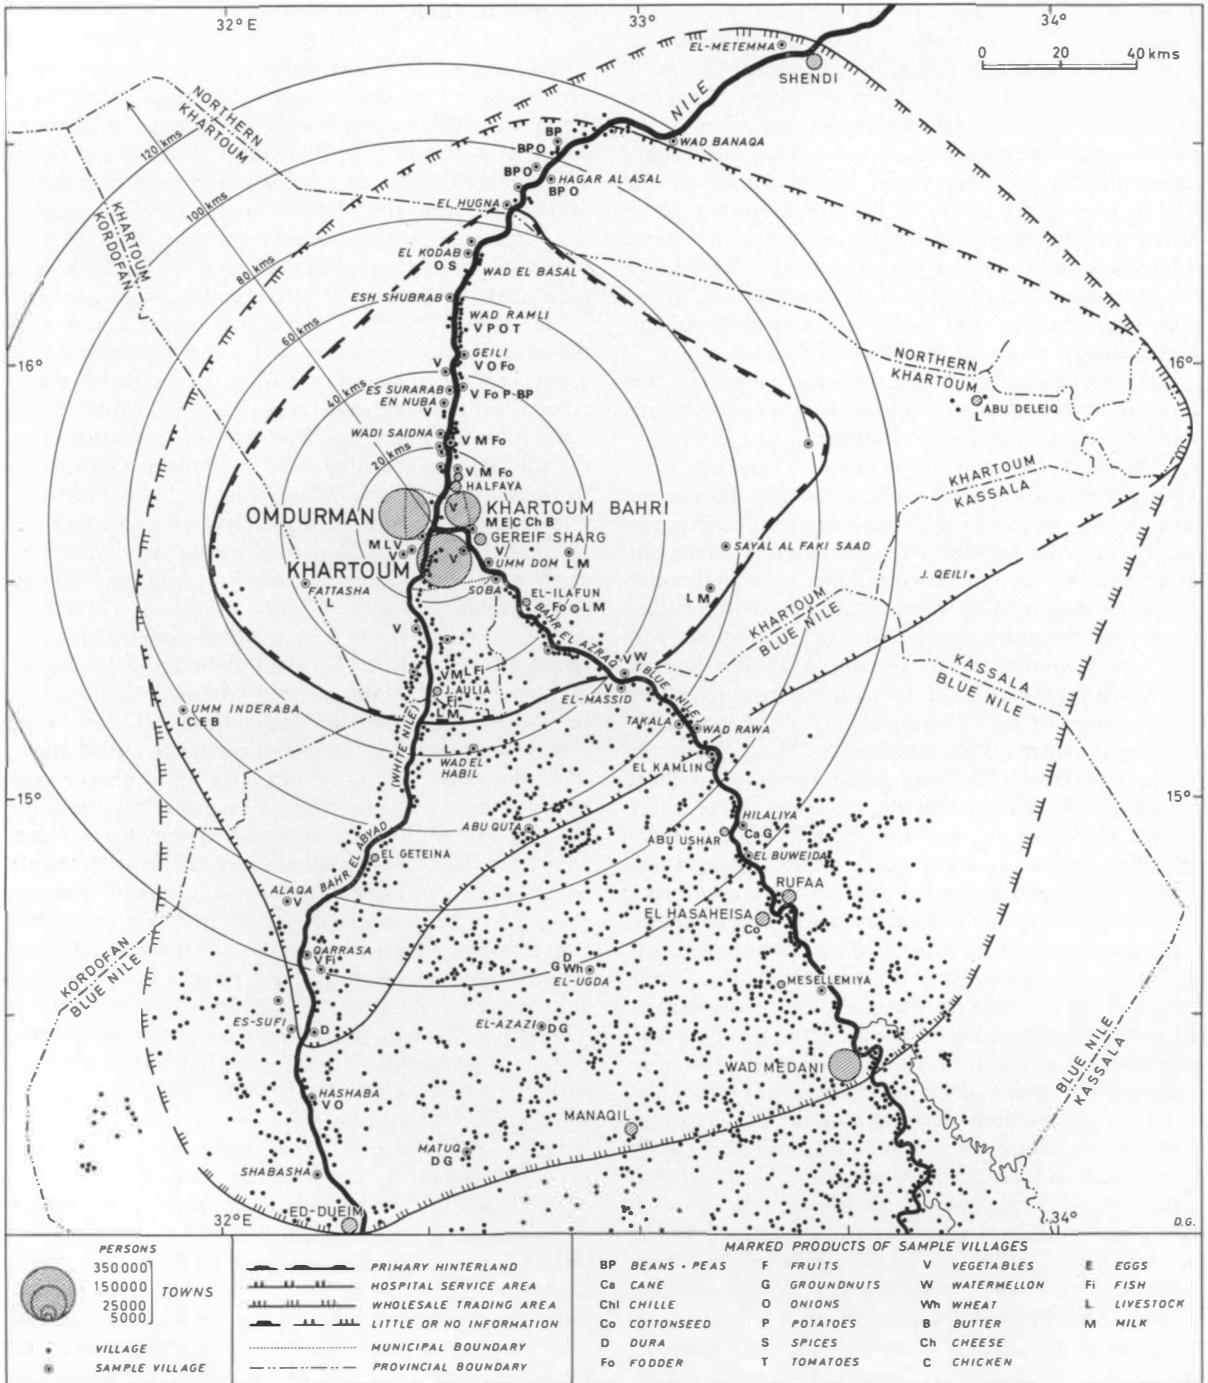 32°E
33°
34°
EL-METEMMA
0 20 40 kms
SHENDI
NILE
NORTHERN
KHARTOUM
120 kms
BP
WAD BANAQA
BP O
BP O
HAGAR AL ASAL
BP O
100 kms
EL HUGNA
KHARTOUM
KORDOFAN
EL KODAB
O S
WAD EL BASAL
80 kms
ESH SHUBRAB
WAD RAMLI
V P O T
60 kms
GEILI
V O Fo
16°
16°
NORTHERN
KHARTOUM
V
ES SURARAB
V Fo P-BP
EN NUBA
V
40 kms
ABU DELEIQ
L
WADI SAIDNA
V M Fo
20 kms
V M Fo
HALFAYA
KHARTOUM
KASSALA
OMDURMAN
V
KHARTOUM BAHRI
M E C Ch B
GEREIF SHARG
M L V
V
V
V
UMM DOM
L M
SAYAL AL FAKI SAAD
KHARTOUM
J. QEILI
FATTASHA
L
SOBA
EL-ILAFUN
Fo
L M
L M
KHARTOUM
BLUE NILE
BAHR EL AZRAQ
(BLUE NILE)
V
V W
KASSALA
BLUE NILE
V M L Fi
J. AULIA
Fi
L M
V
EL-MASSID
UMM INDERABA
L C E B
(WHITE NILE)
TAKALA
WAD RAWA
L
WAD EL
HABIL
EL KAMLIN
15°
15°
ABU QUTA
HILALIYA
Ca G
ABU USHAR
BAHR EL ABYAD
EL GETEINA
EL BUWEIDA
ALAQA
V
RUFAA
EL HASAHEISA
Co
KORDOFAN
BLUE NILE
QARRASA
V Fi
D
G Wh
EL-UGDA
MESELLEMIYA
ES-SUFI
D
EL-AZAZI
D G
BLUE NILE
KASSALA
WAD MEDANI
HASHABA
V O
MANAQIL
MATUQ
D G
SHABASHA
ED-DUEIM
32°E
34°
D.G.
PERSONS
3500000
1500000
25000
5000
TOWNS
VILLAGE
SAMPLE VILLAGE
PRIMARY HINTERLAND
HOSPITAL SERVICE AREA
WHOLESALE TRADING AREA
LITTLE OR NO INFORMATION
MUNICIPAL BOUNDARY
PROVINCIAL BOUNDARY
MARKED PRODUCTS OF SAMPLE VILLAGES
BP BEANS - PEAS F FRUITS V VEGETABLES E EGGS
Ca CANE G GROUNDNUTS W WATERMELLON Fi FISH
Chl CHILLE O ONIONS Wh WHEAT L LIVESTOCK
Co COTTONSEED P POTATOES B BUTTER M MILK
D DURA S SPICES Ch CHEESE
Fo FODDER T TOMATOES C CHICKEN